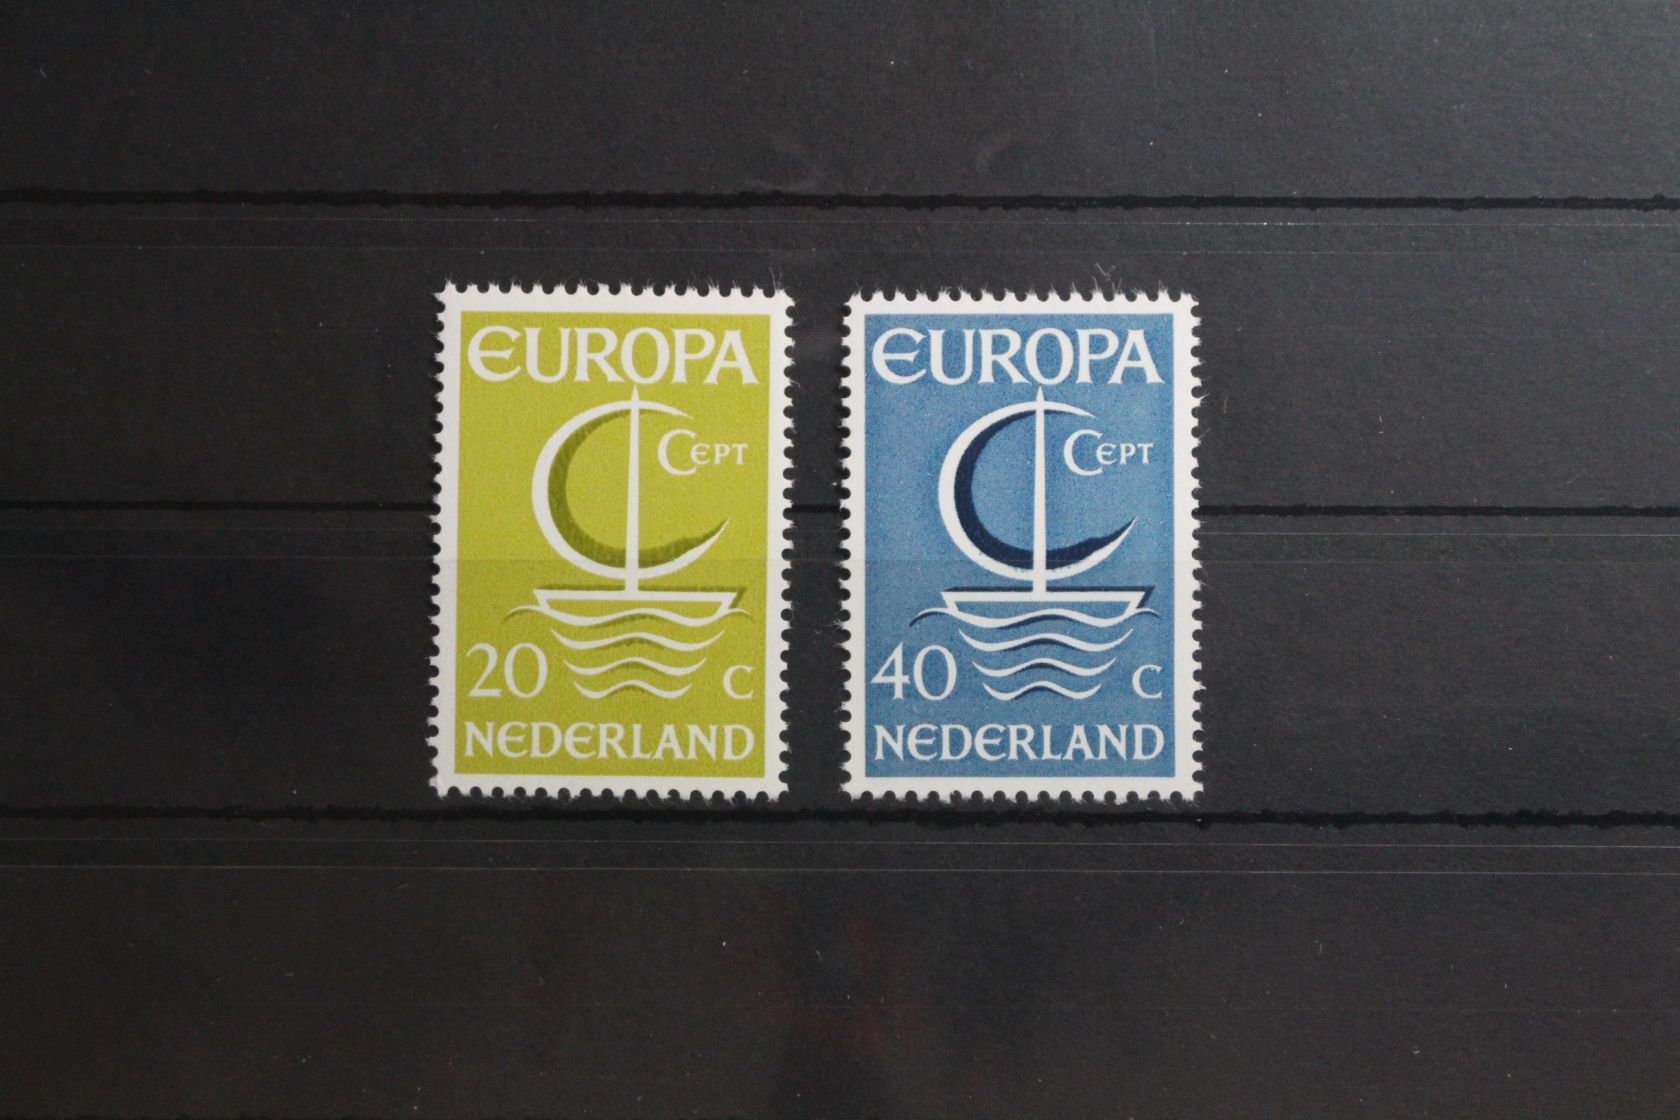 EUROPA
CEPT
20 C
NEDERLAND
EUROPA
CEPT
40 C
NEDERLAND